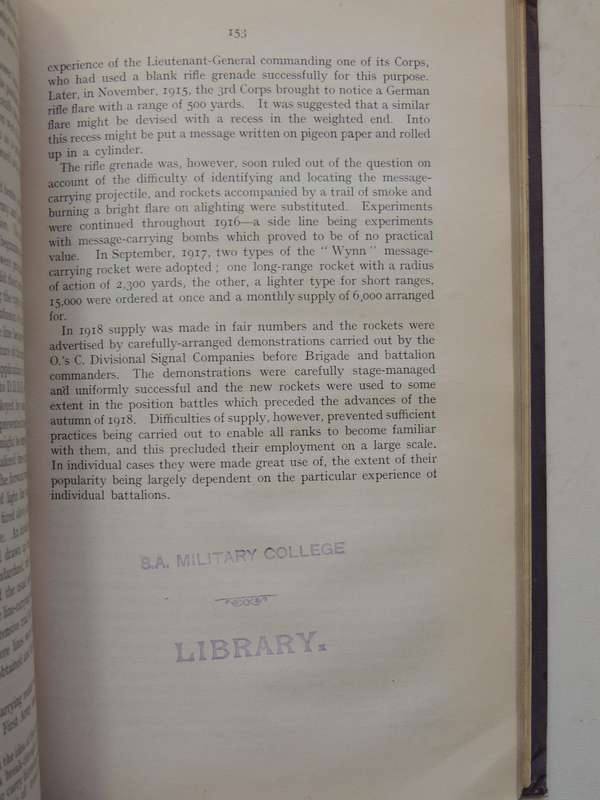 153
experience of the Lieutenant-General commanding one of its Corps,
who had used a blank rifle grenade successfully for this purpose.
Later, in November, 1915, the 3rd Corps brought to notice a German
rifle flare with a range of 500 yards. It was suggested that a similar
flare might be devised with a recess in the weighted end. Into
this recess might be put a message written on pigeon paper and rolled
up in a cylinder.
The rifle grenade was, however, soon ruled out of the question on
account of the difficulty of identifying and locating the message-
carrying projectile, and rockets accompanied by a trail of smoke and
burning a bright flare on alighting were substituted. Experiments
were continued throughout 1916—a side line being experiments
with message-carrying bombs which proved to be of no practical
value. In September, 1917, two types of the "Wynn" message-
carrying rocket were adopted; one long-range rocket with a radius
of action of 2,300 yards, the other, a lighter type for short ranges.
15,000 were ordered at once and a monthly supply of 6,000 arranged
for.
In 1918 supply was made in fair numbers and the rockets were
advertised by carefully-arranged demonstrations carried out by the
O.'s C. Divisional Signal Companies before Brigade and battalion
commanders. The demonstrations were carefully stage-managed
and uniformly successful and the new rockets were used to some
extent in the position battles which preceded the advances of the
autumn of 1918. Difficulties of supply, however, prevented sufficient
practices being carried out to enable all ranks to become familiar
with them, and this precluded their employment on a large scale.
In individual cases they were made great use of, the extent of their
popularity being largely dependent on the particular experience of
individual battalions.
S.A. MILITARY COLLEGE
LIBRARY.